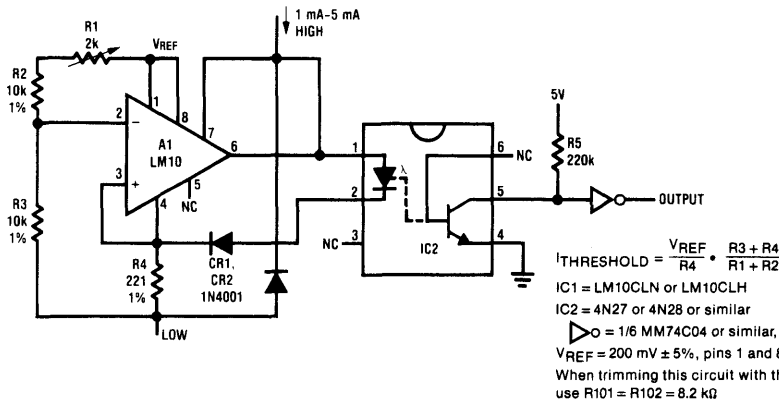 1 mA–5 mA
HIGH
R1
2k
VREF
R2
10k
1%
1
8
7
2
−
A1
LM10
6
3
+
5
NC
4
R3
10k
1%
R4
221
1%
CR1,
CR2
1N4001
LOW
1
2
NC
3
λ
6
NC
5
4
IC2
5V
R5
220k
OUTPUT
ITHRESHOLD = VREF/R4 • R3 + R4/R1 + R2
IC1 = LM10CLN or LM10CLH
IC2 = 4N27 or 4N28 or similar
= 1/6 MM74C04 or similar,
VREF = 200 mV ± 5%, pins 1 and 8
When trimming this circuit with th
use R101 = R102 = 8.2 kΩ